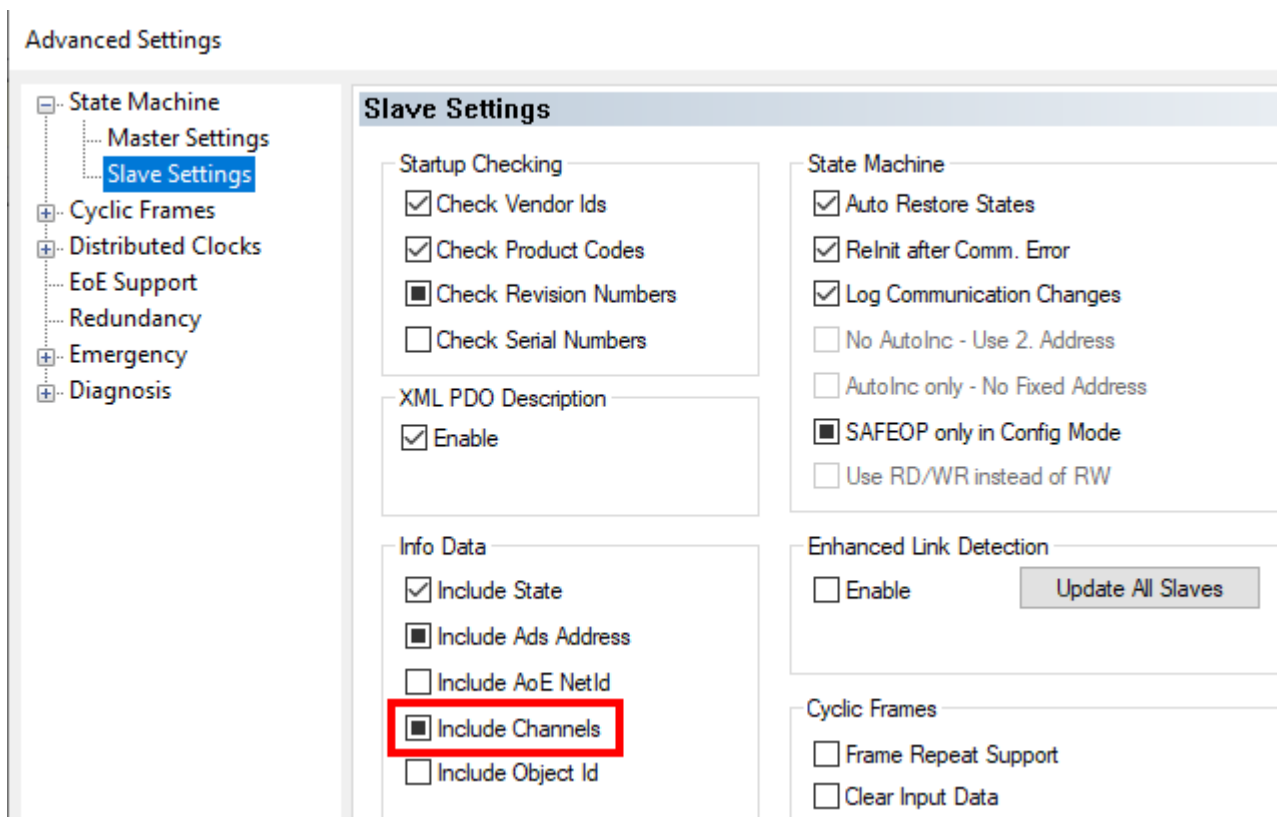 Advanced Settings
State Machine
Master Settings
Slave Settings
Cyclic Frames
Distributed Clocks
EoE Support
Redundancy
Emergency
Diagnosis
Slave Settings
Startup Checking
Check Vendor Ids
Check Product Codes
Check Revision Numbers
Check Serial Numbers
XML PDO Description
Enable
Info Data
Include State
Include Ads Address
Include AoE NetId
Include Channels
Include Object Id
State Machine
Auto Restore States
ReInit after Comm. Error
Log Communication Changes
No AutoInc - Use 2. Address
AutoInc only - No Fixed Address
SAFEOP only in Config Mode
Use RD/WR instead of RW
Enhanced Link Detection
Enable
Update All Slaves
Cyclic Frames
Frame Repeat Support
Clear Input Data